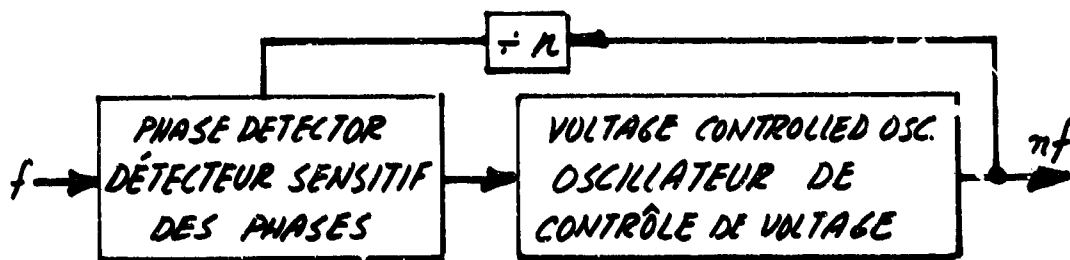 ÷ n
PHASE DETECTOR
DÉTECTEUR SENSITIF
DES PHASES
VOLTAGE CONTROLLED OSC.
OSCILLATEUR DE
CONTRÔLE DE VOLTAGE
f
nf